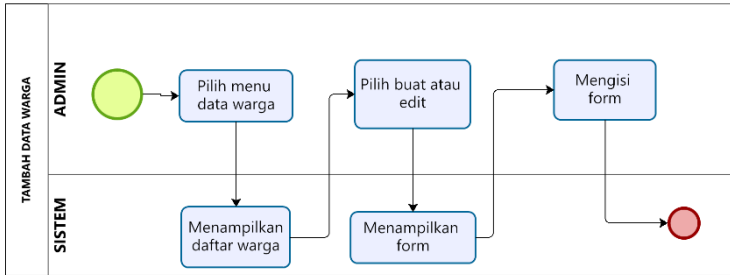 TAMBAH DATA WARGA
ADMIN
Pilih menu
data warga
Pilih buat atau
edit
Mengisi
form
SISTEM
Menampilkan
daftar warga
Menampilkan
form